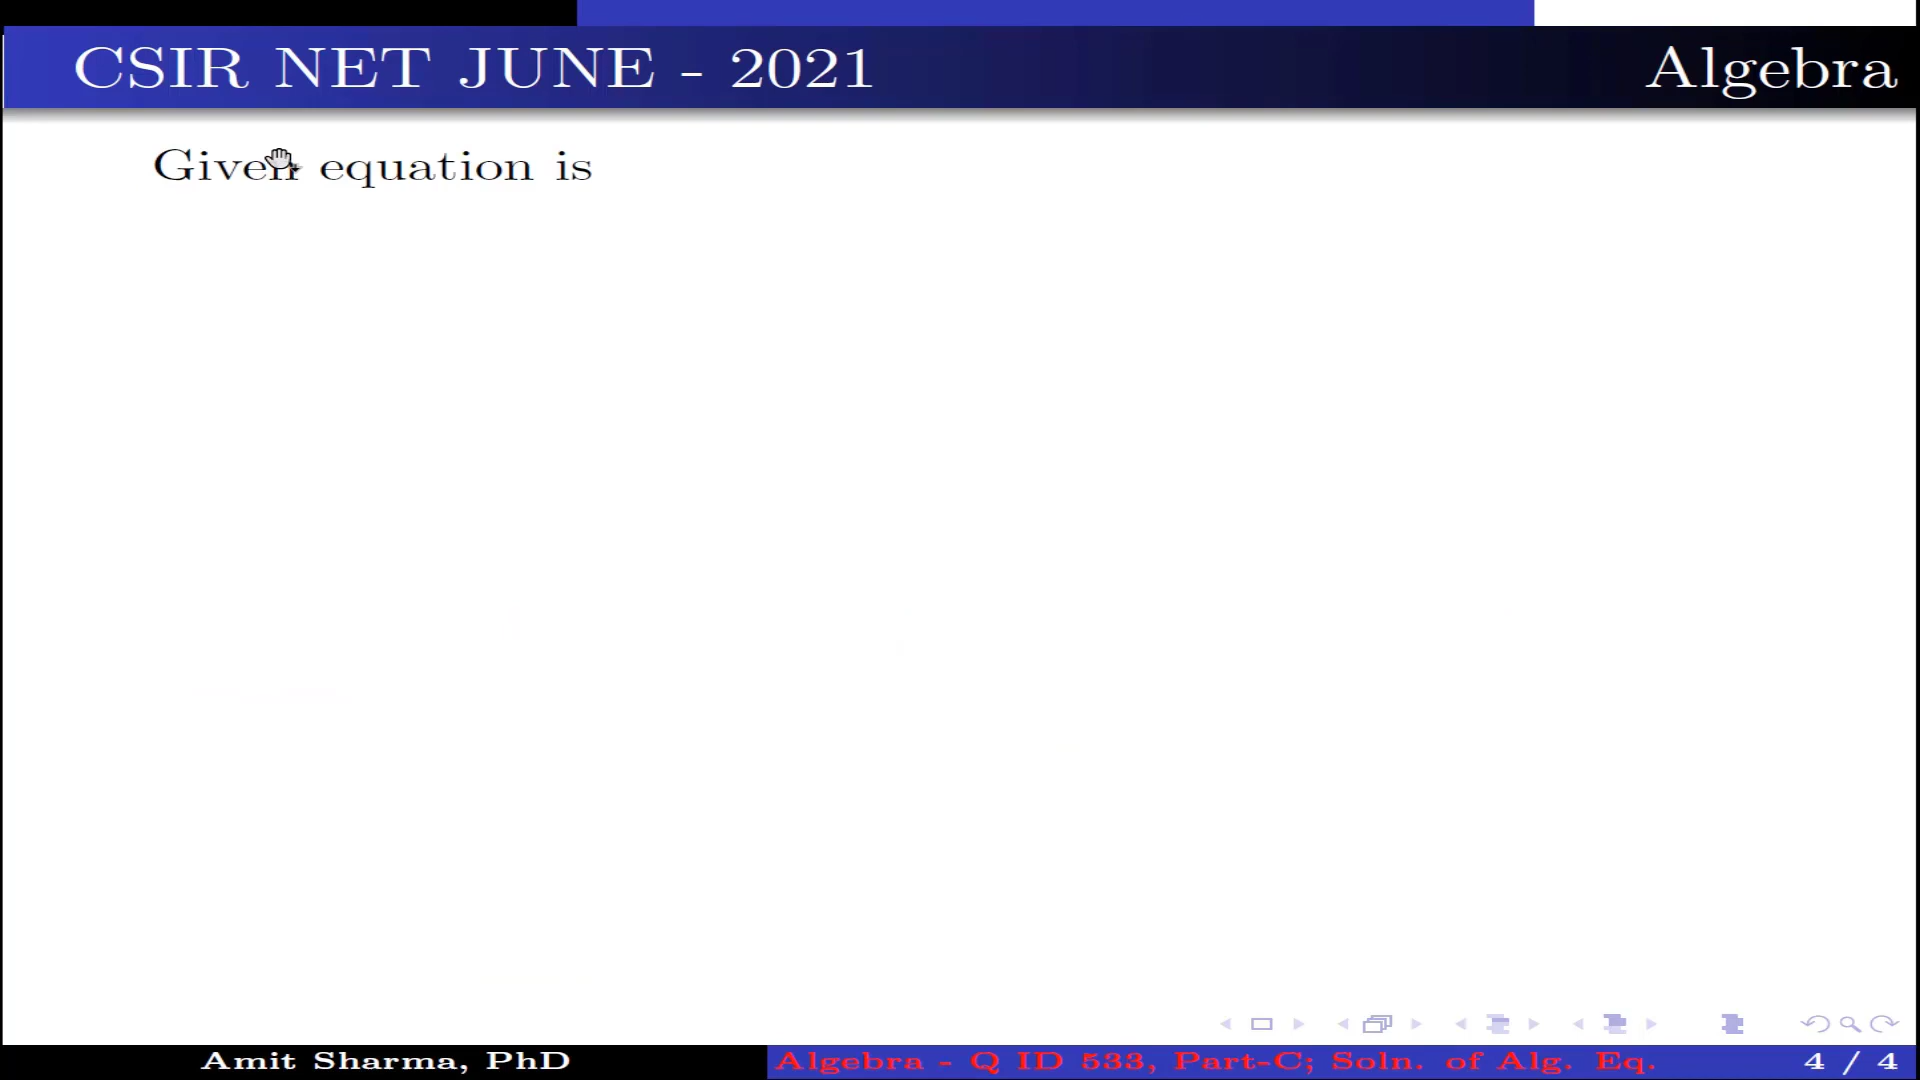 CSIR NET JUNE - 2021 Algebra
Given equation is
Amit Sharma, PhD Algebra - Q ID 533, Part-C; Soln. of Alg. Eq. 4 / 4